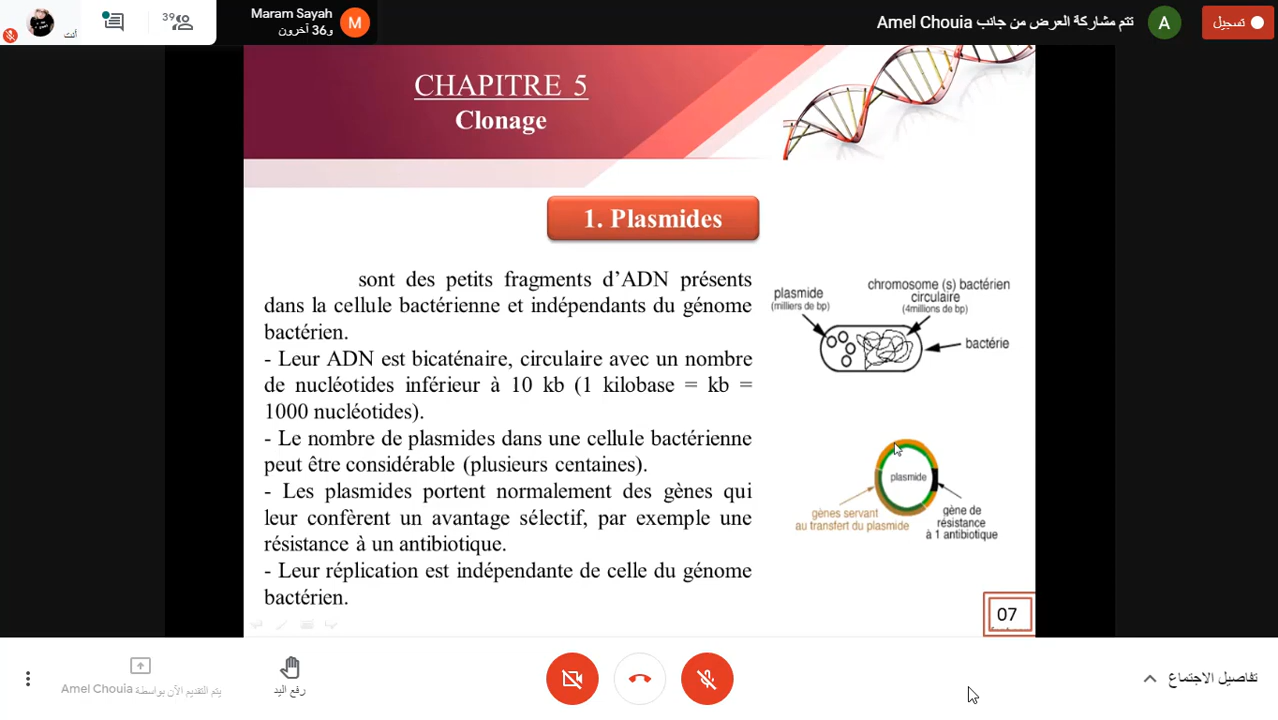 39
أنت
Maram Sayah
و36 آخرون
M
تتم مشاركة العرض من جانب Amel Chouia
A
تسجيل
CHAPITRE 5
Clonage
1. Plasmides
sont des petits fragments d’ADN présents
dans la cellule bactérienne et indépendants du génome
bactérien.
- Leur ADN est bicaténaire, circulaire avec un nombre
de nucléotides inférieur à 10 kb (1 kilobase = kb =
1000 nucléotides).
- Le nombre de plasmides dans une cellule bactérienne
peut être considérable (plusieurs centaines).
- Les plasmides portent normalement des gènes qui
leur confèrent un avantage sélectif, par exemple une
résistance à un antibiotique.
- Leur réplication est indépendante de celle du génome
bactérien.
plasmide
(milliers de bp)
chromosome (s) bactérien
circulaire
(4millions de bp)
bactérie
plasmide
gènes servant
au transfert du plasmide
gène de
résistance
à 1 antibiotique
07
يتم التقديم الآن بواسطة Amel Chouia
رفع اليد
تفاصيل الاجتماع